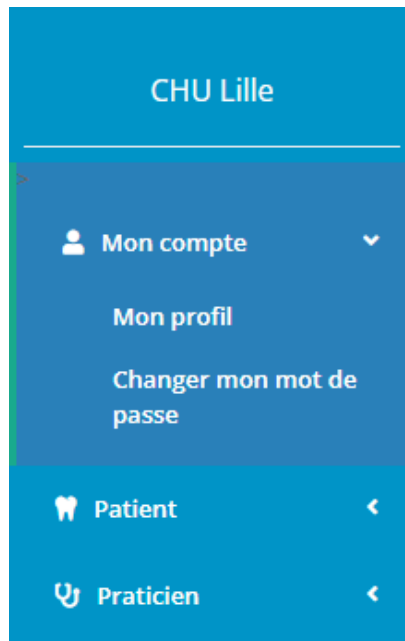 CHU Lille
>
Mon compte
Mon profil
Changer mon mot de
passe
Patient
Praticien